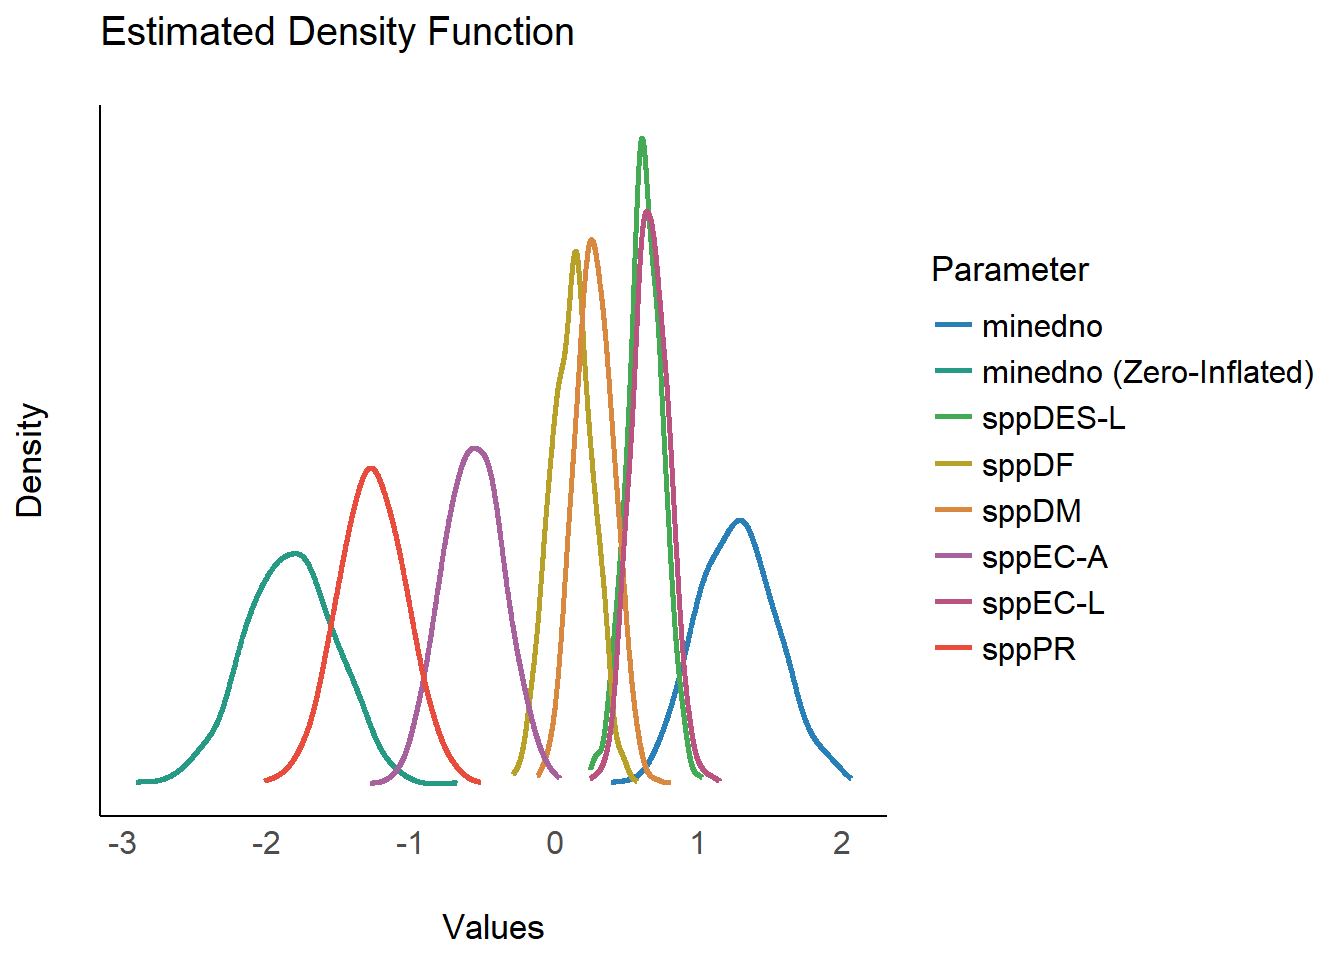 Estimated Density Function
Density
-3 -2 -1 0 1 2
Values
Parameter
minedno
minedno (Zero-Inflated)
sppDES-L
sppDF
sppDM
sppEC-A
sppEC-L
sppPR